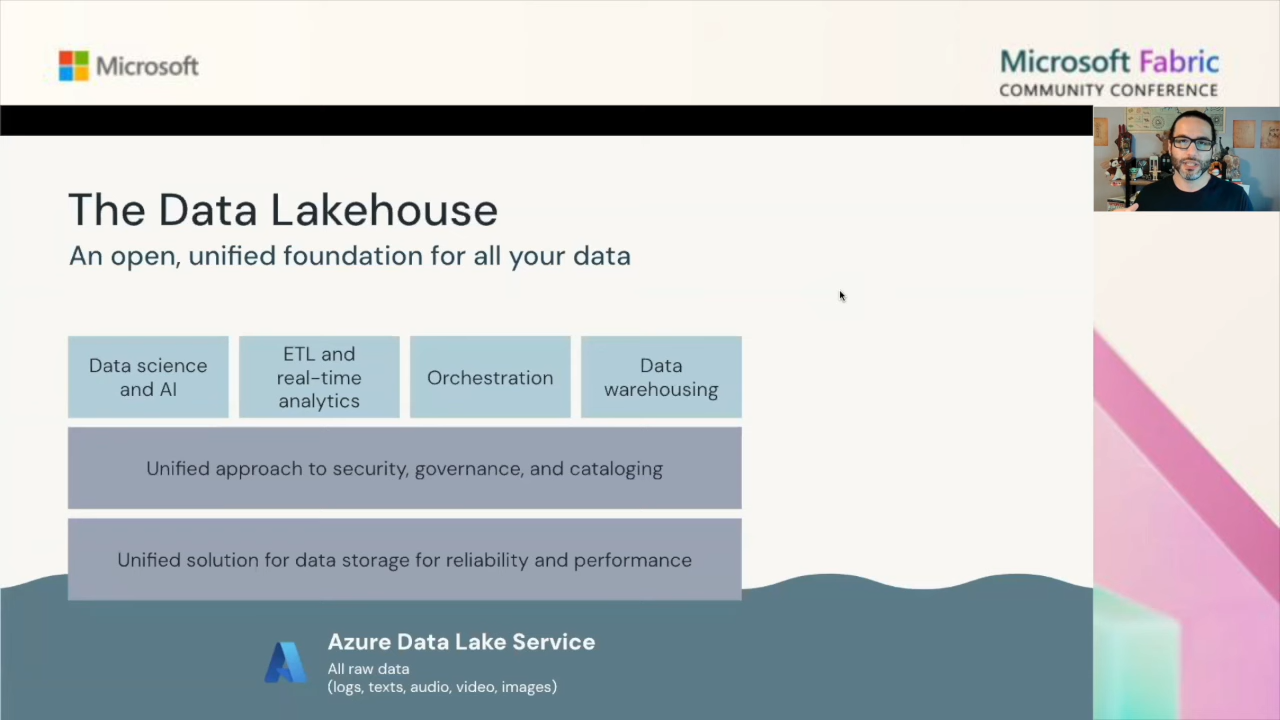 Microsoft
Microsoft Fabric
COMMUNITY CONFERENCE
The Data Lakehouse
An open, unified foundation for all your data
Data science
and AI
ETL and
real-time
analytics
Orchestration
Data
warehousing
Unified approach to security, governance, and cataloging
Unified solution for data storage for reliability and performance
Azure Data Lake Service
All raw data
(logs, texts, audio, video, images)